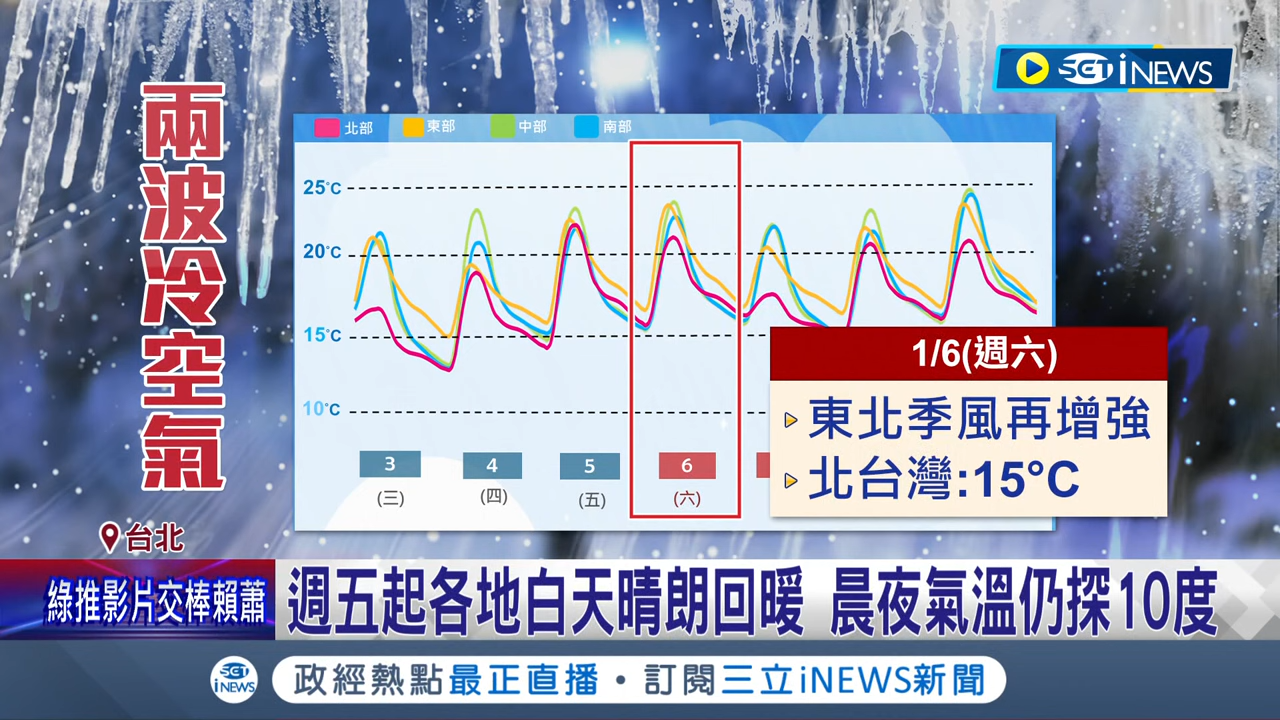 SET iNEWS
兩波冷空氣
北部 東部 中部 南部
25°C
20°C
15°C
10°C
3 4 5 6
(三) (四) (五) (六)
1/6(週六)
東北季風再增強
北台灣:15°C
台北
綠推影片交棒賴蕭
週五起各地白天晴朗回暖 晨夜氣溫仍探10度
SET iNEWS
政經熱點最正直播・訂閱三立iNEWS新聞